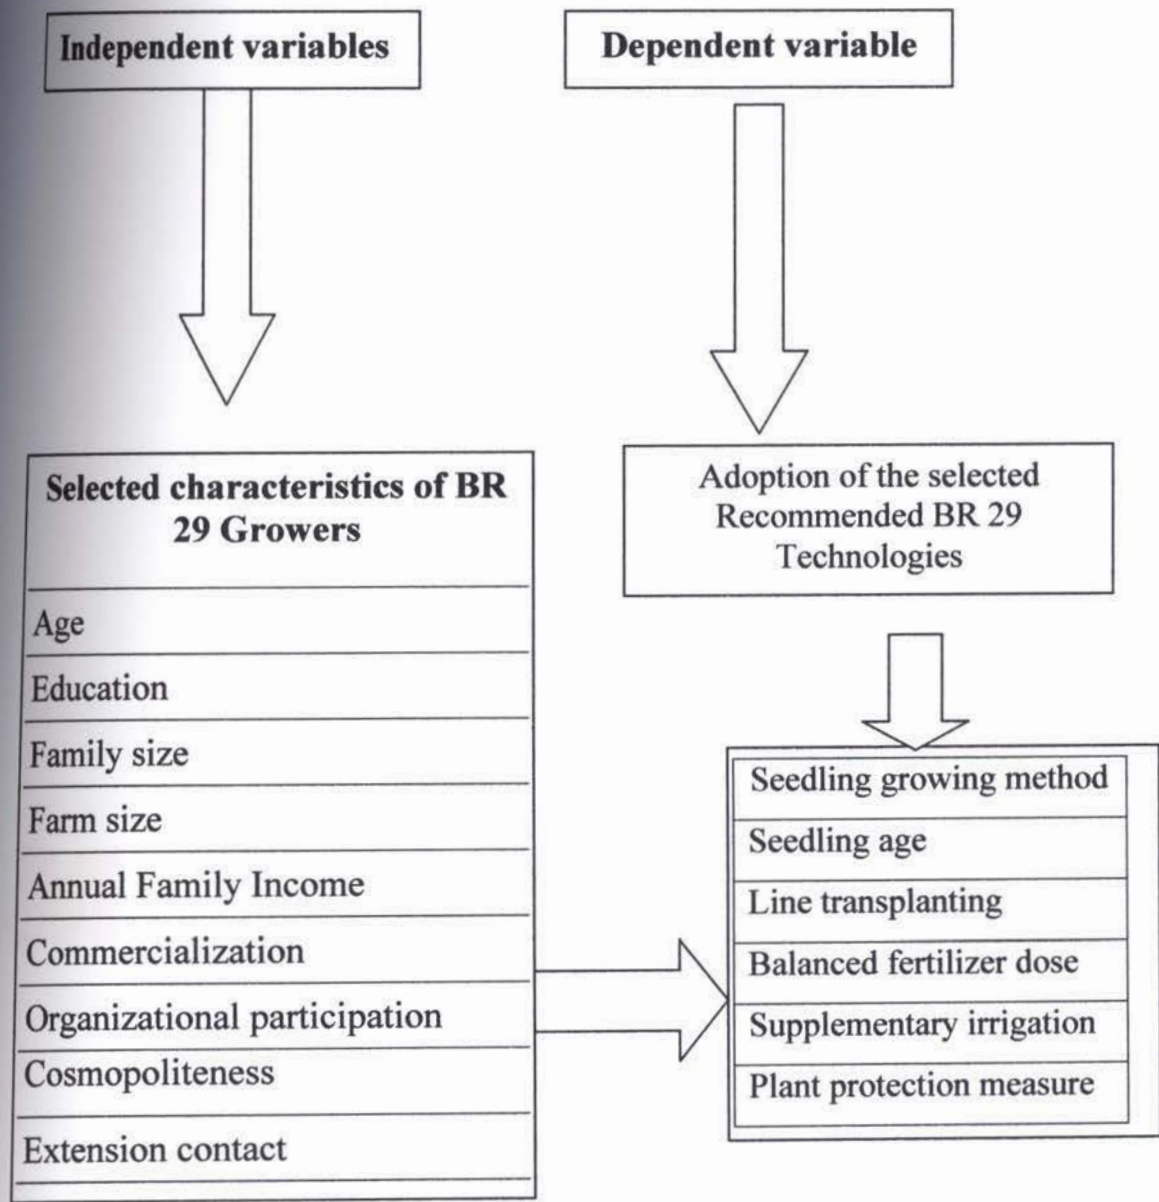 Independent variables
Dependent variable
Selected characteristics of BR
29 Growers
Age
Education
Family size
Farm size
Annual Family Income
Commercialization
Organizational participation
Cosmopoliteness
Extension contact
Adoption of the selected
Recommended BR 29
Technologies
Seedling growing method
Seedling age
Line transplanting
Balanced fertilizer dose
Supplementary irrigation
Plant protection measure